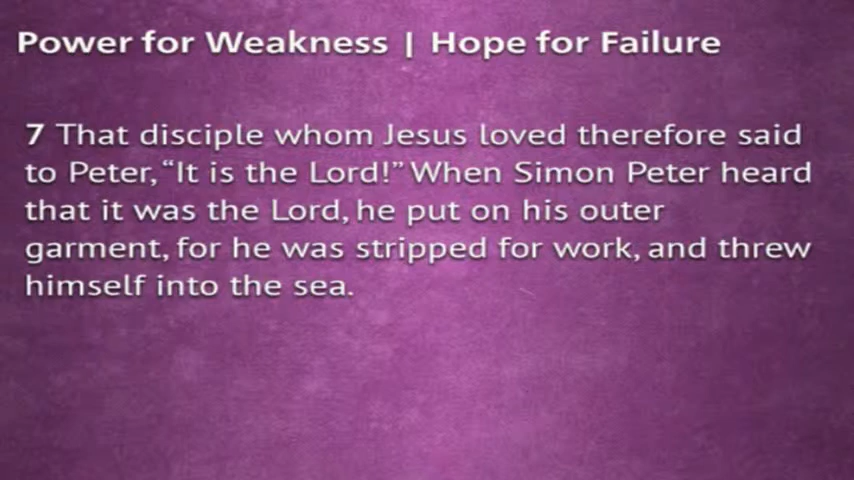 Power for Weakness | Hope for Failure
7 That disciple whom Jesus loved therefore said
to Peter, “It is the Lord!” When Simon Peter heard
that it was the Lord, he put on his outer
garment, for he was stripped for work, and threw
himself into the sea.